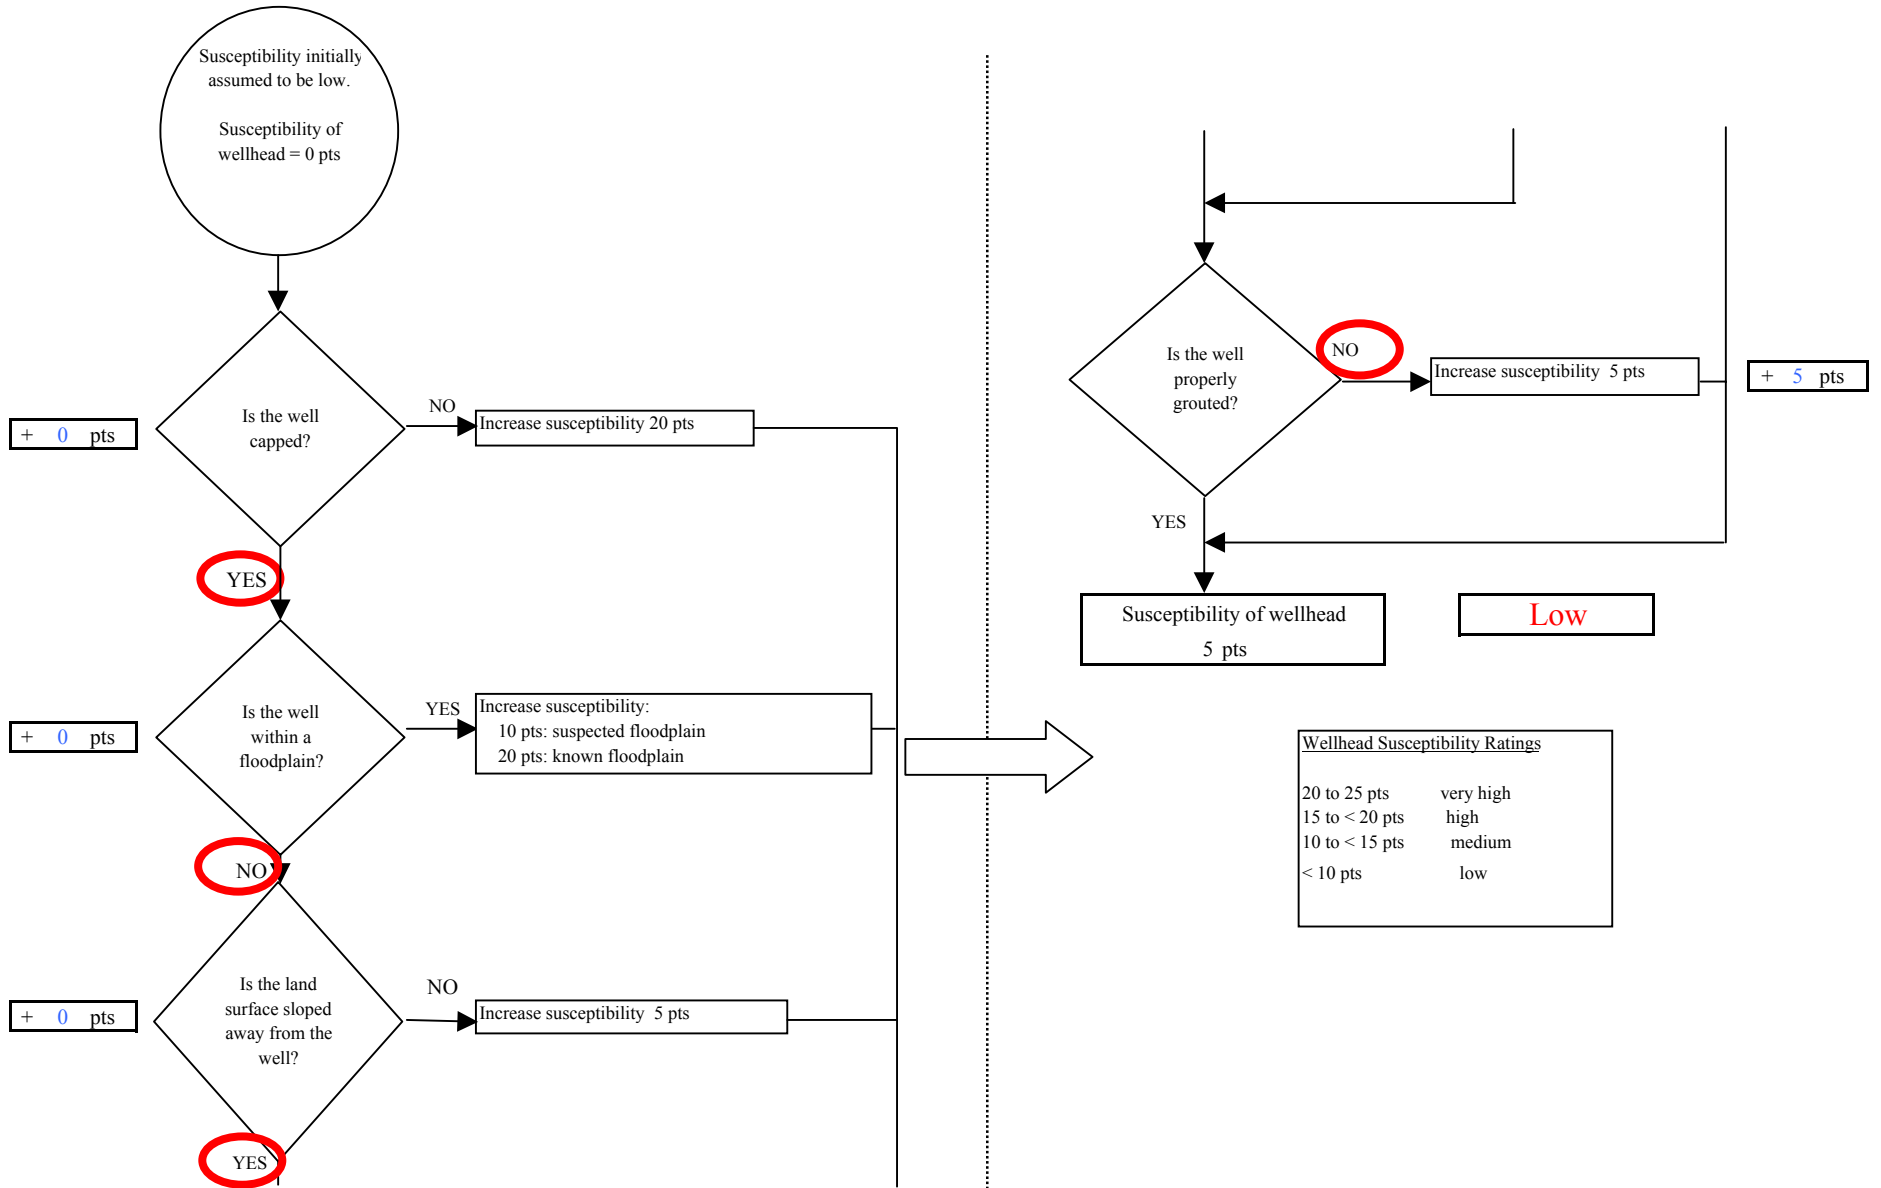 Susceptibility initially
assumed to be low.
Susceptibility of
wellhead = 0 pts
+ 0 pts
Is the well
capped?
NO
Increase susceptibility 20 pts
YES
+ 0 pts
Is the well
within a
floodplain?
YES
Increase susceptibility:
10 pts: suspected floodplain
20 pts: known floodplain
NO
+ 0 pts
Is the land
surface sloped
away from the
well?
NO
Increase susceptibility 5 pts
YES
Is the well
properly
grouted?
NO
Increase susceptibility 5 pts
+ 5 pts
YES
Susceptibility of wellhead
5 pts
Low
Wellhead Susceptibility Ratings
20 to 25 pts very high
15 to < 20 pts high
10 to < 15 pts medium
< 10 pts low